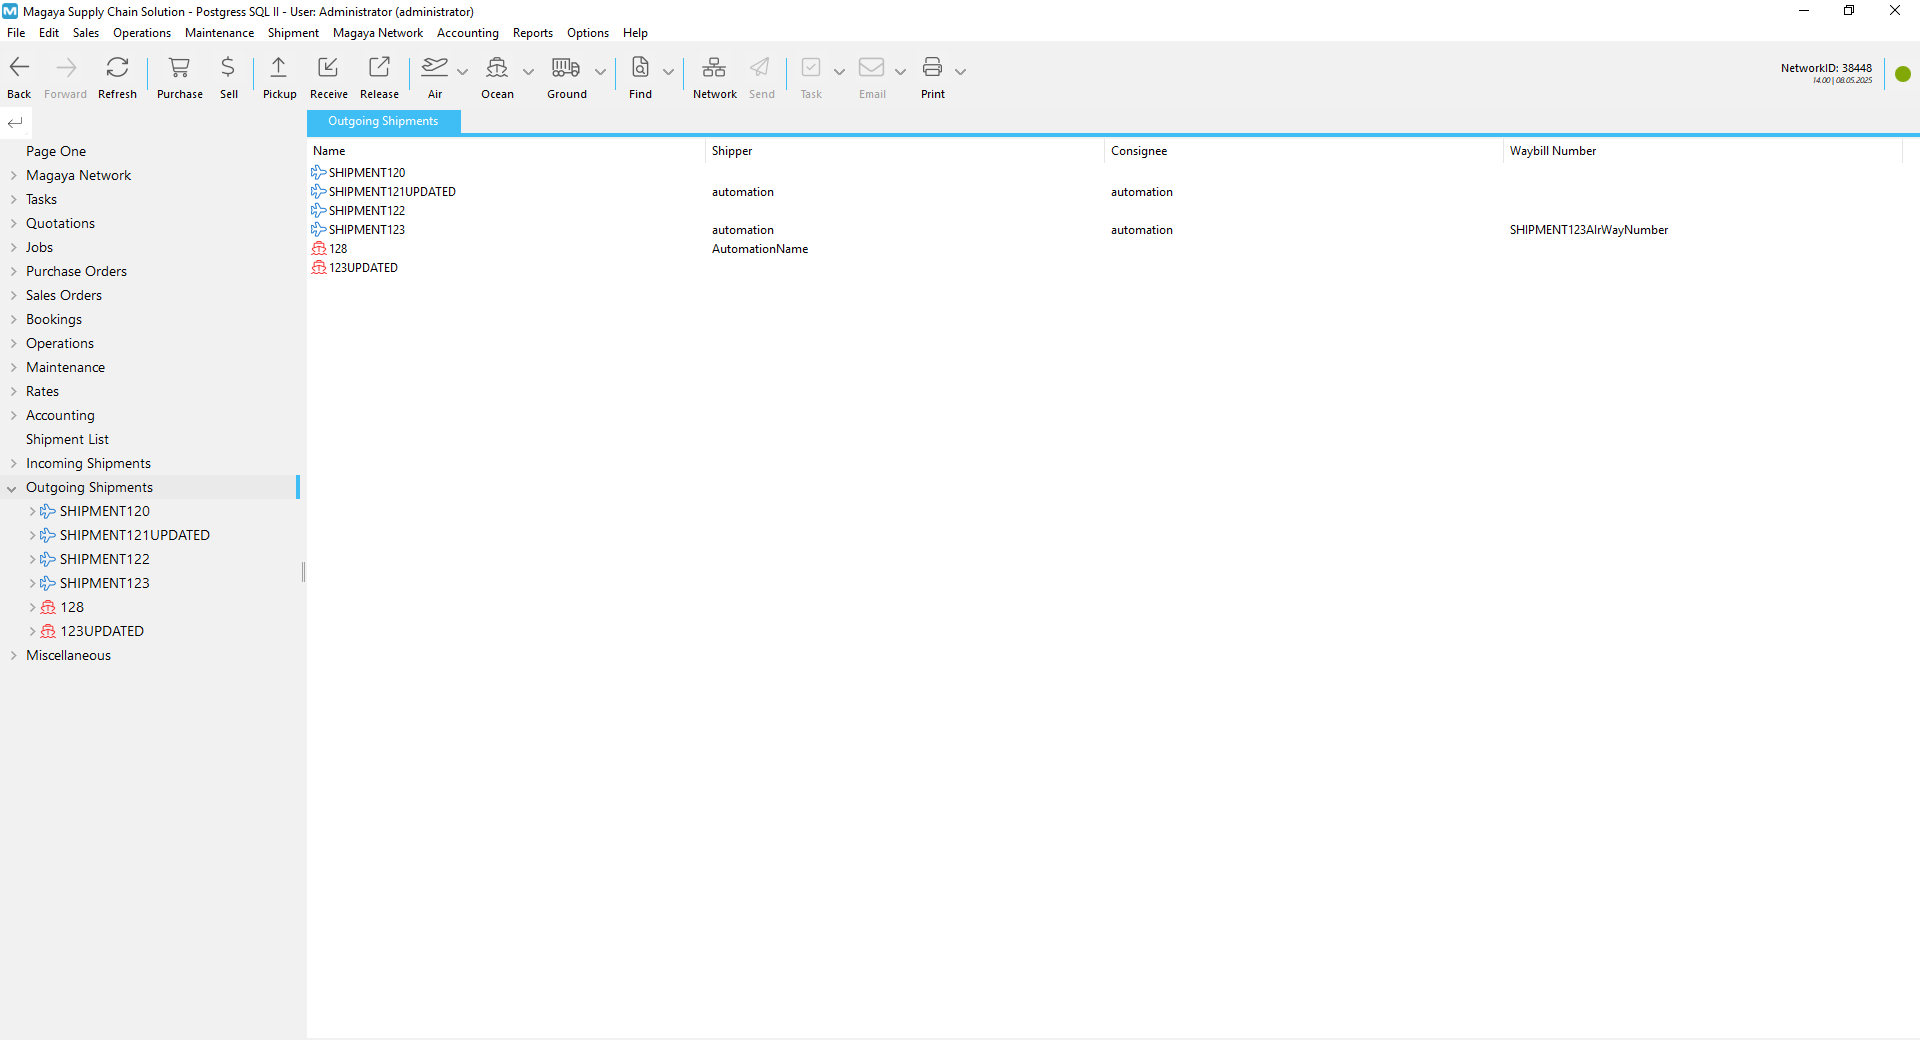 Magaya Supply Chain Solution - Postgress SQL II - User: Administrator (administrator)
File Edit Sales Operations Maintenance Shipment Magaya Network Accounting Reports Options Help
Back Forward Refresh Purchase Sell Pickup Receive Release Air Ocean Ground Find Network Send Task Email Print
NetworkID: 38448
14.00 | 08.05.2025
Page One
Magaya Network
Tasks
Quotations
Jobs
Purchase Orders
Sales Orders
Bookings
Operations
Maintenance
Rates
Accounting
Shipment List
Incoming Shipments
Outgoing Shipments
SHIPMENT120
SHIPMENT121UPDATED
SHIPMENT122
SHIPMENT123
128
123UPDATED
Miscellaneous
Outgoing Shipments
Name Shipper Consignee Waybill Number
SHIPMENT120
SHIPMENT121UPDATED automation automation
SHIPMENT122
SHIPMENT123 automation automation SHIPMENT123AIrWayNumber
128 AutomationName
123UPDATED